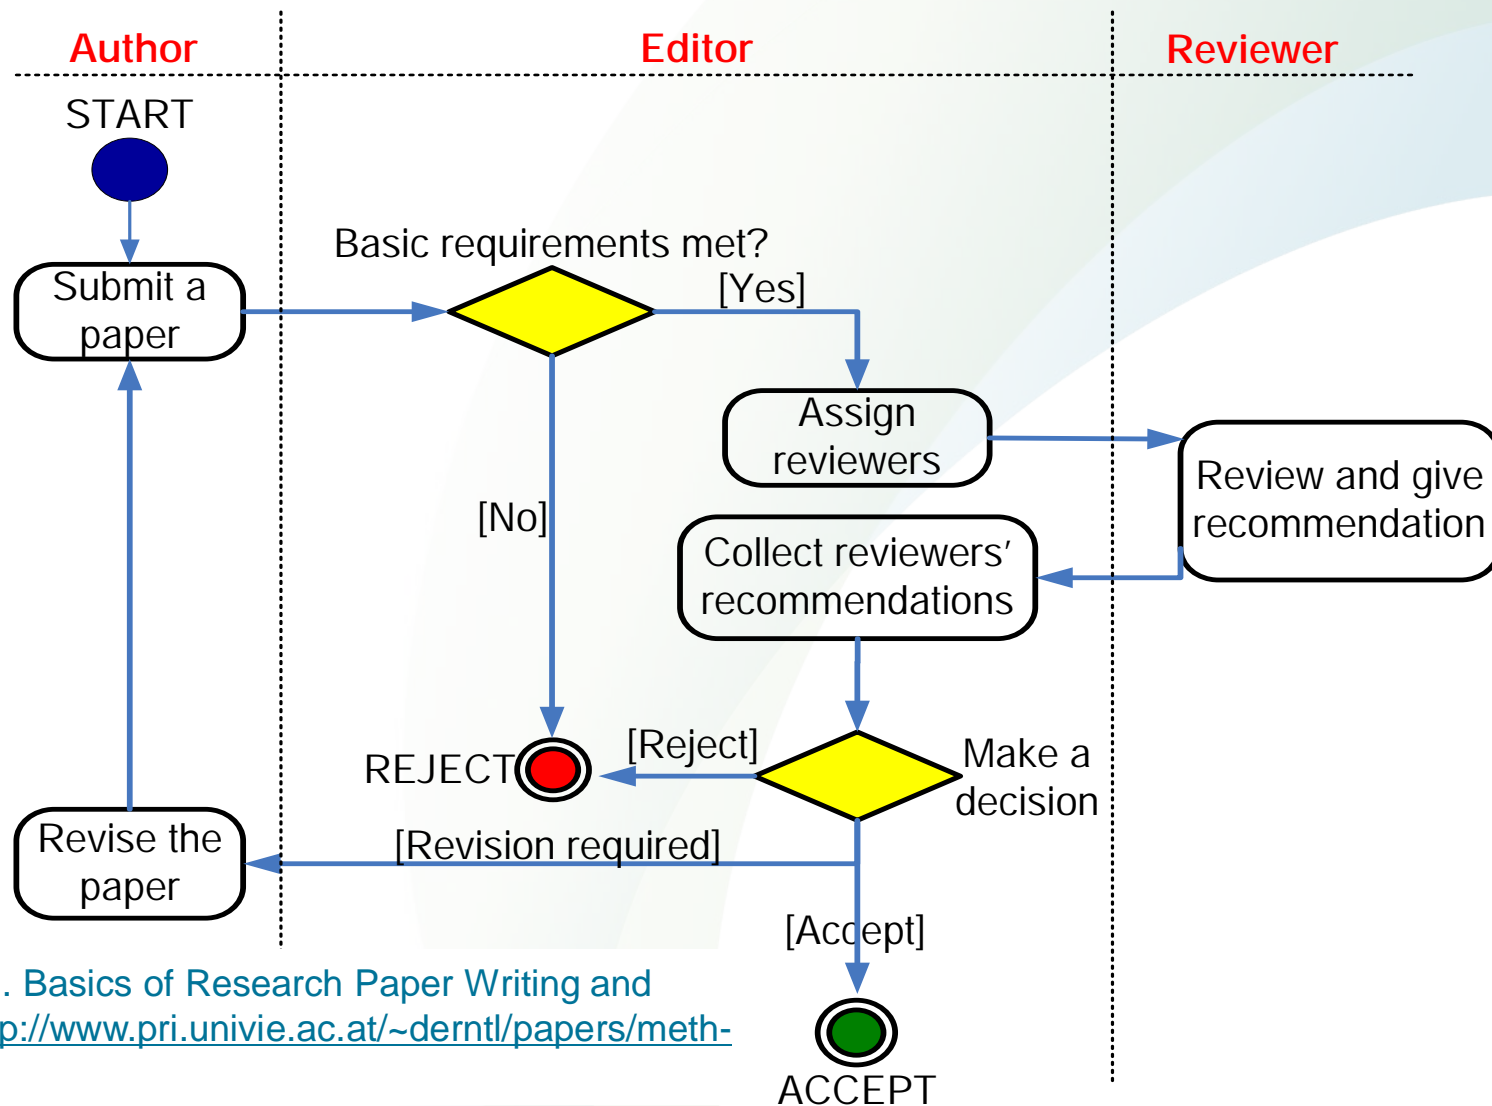 Author
Editor
Reviewer
START
Basic requirements met?
[Yes]
Submit a
paper
Assign
reviewers
Review and give
recommendation
[No]
Collect reviewers’
recommendations
REJECT
[Reject]
Make a
decision
Revise the
paper
[Revision required]
[Accept]
. Basics of Research Paper Writing and
p://www.pri.univie.ac.at/~derntl/papers/meth-
ACCEPT